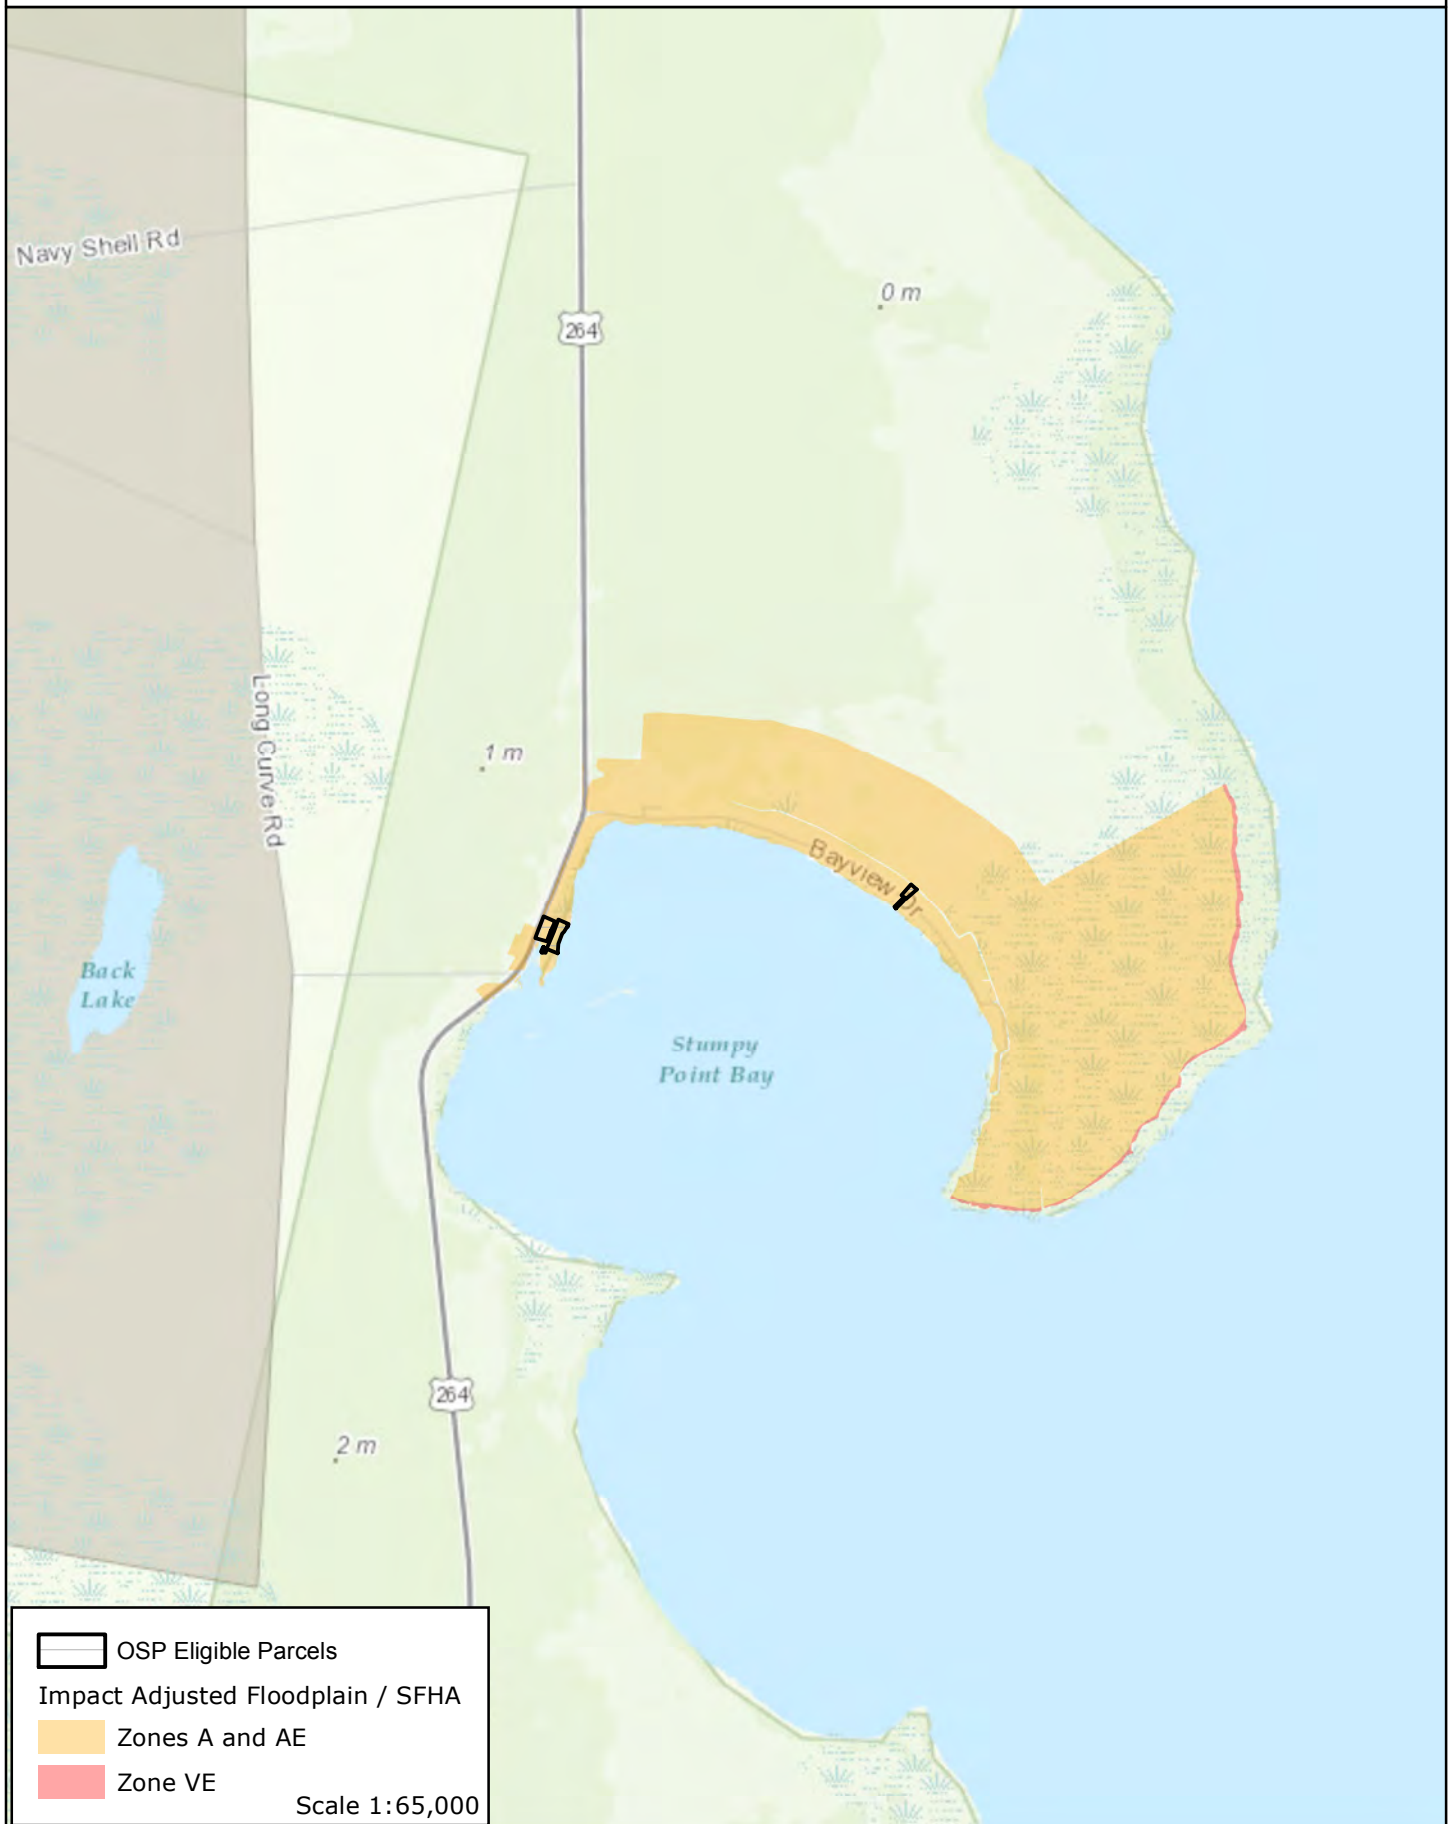 Navy Shell Rd
0 m
264
Long Curve Rd
1 m
Bayview Dr
Back
Lake
Stumpy
Point Bay
264
2 m
OSP Eligible Parcels
Impact Adjusted Floodplain / SFHA
Zones A and AE
Zone VE
Scale 1:65,000